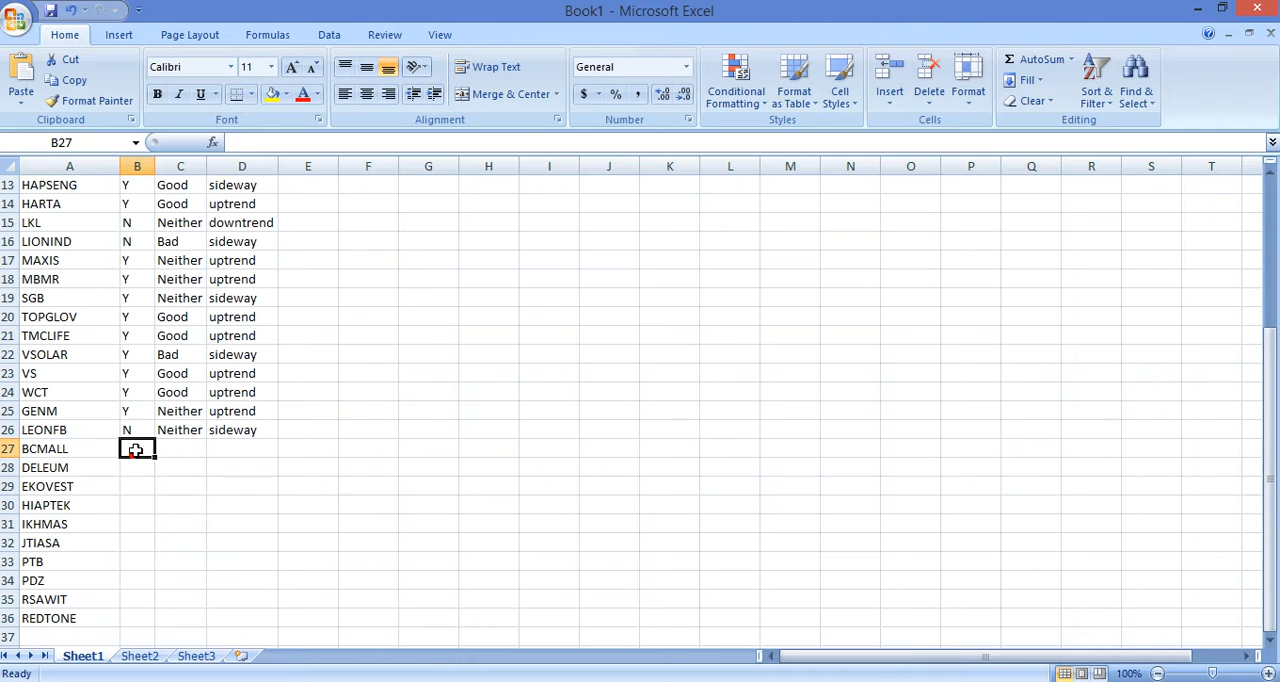 Book1 - Microsoft Excel
Home Insert Page Layout Formulas Data Review View
Paste
Cut
Copy
Format Painter
Clipboard
Calibri 11 A A
B I U A
Font
Wrap Text
Merge & Center
Alignment
General
$ % , .0 .00 .00 .0
Number
Conditional Formatting
Format as Table
Cell Styles
Styles
Insert Delete Format
Cells
Σ AutoSum
Fill
Clear
Sort & Filter
Find & Select
Editing
B27 fx
A B C D E F G H I J K L M N O P Q R S T
13 HAPSENG Y Good sideway
14 HARTA Y Good uptrend
15 LKL N Neither downtrend
16 LIONIND N Bad sideway
17 MAXIS Y Neither uptrend
18 MBMR Y Neither uptrend
19 SGB Y Neither sideway
20 TOPGLOV Y Good uptrend
21 TMCLIFE Y Good uptrend
22 VSOLAR Y Bad sideway
23 VS Y Good uptrend
24 WCT Y Good uptrend
25 GENM Y Neither uptrend
26 LEONFB N Neither sideway
27 BCMALL
28 DELEUM
29 EKOVEST
30 HIAPTEK
31 IKHMAS
32 JTIASA
33 PTB
34 PDZ
35 RSAWIT
36 REDTONE
37
Sheet1 Sheet2 Sheet3
Ready 100%